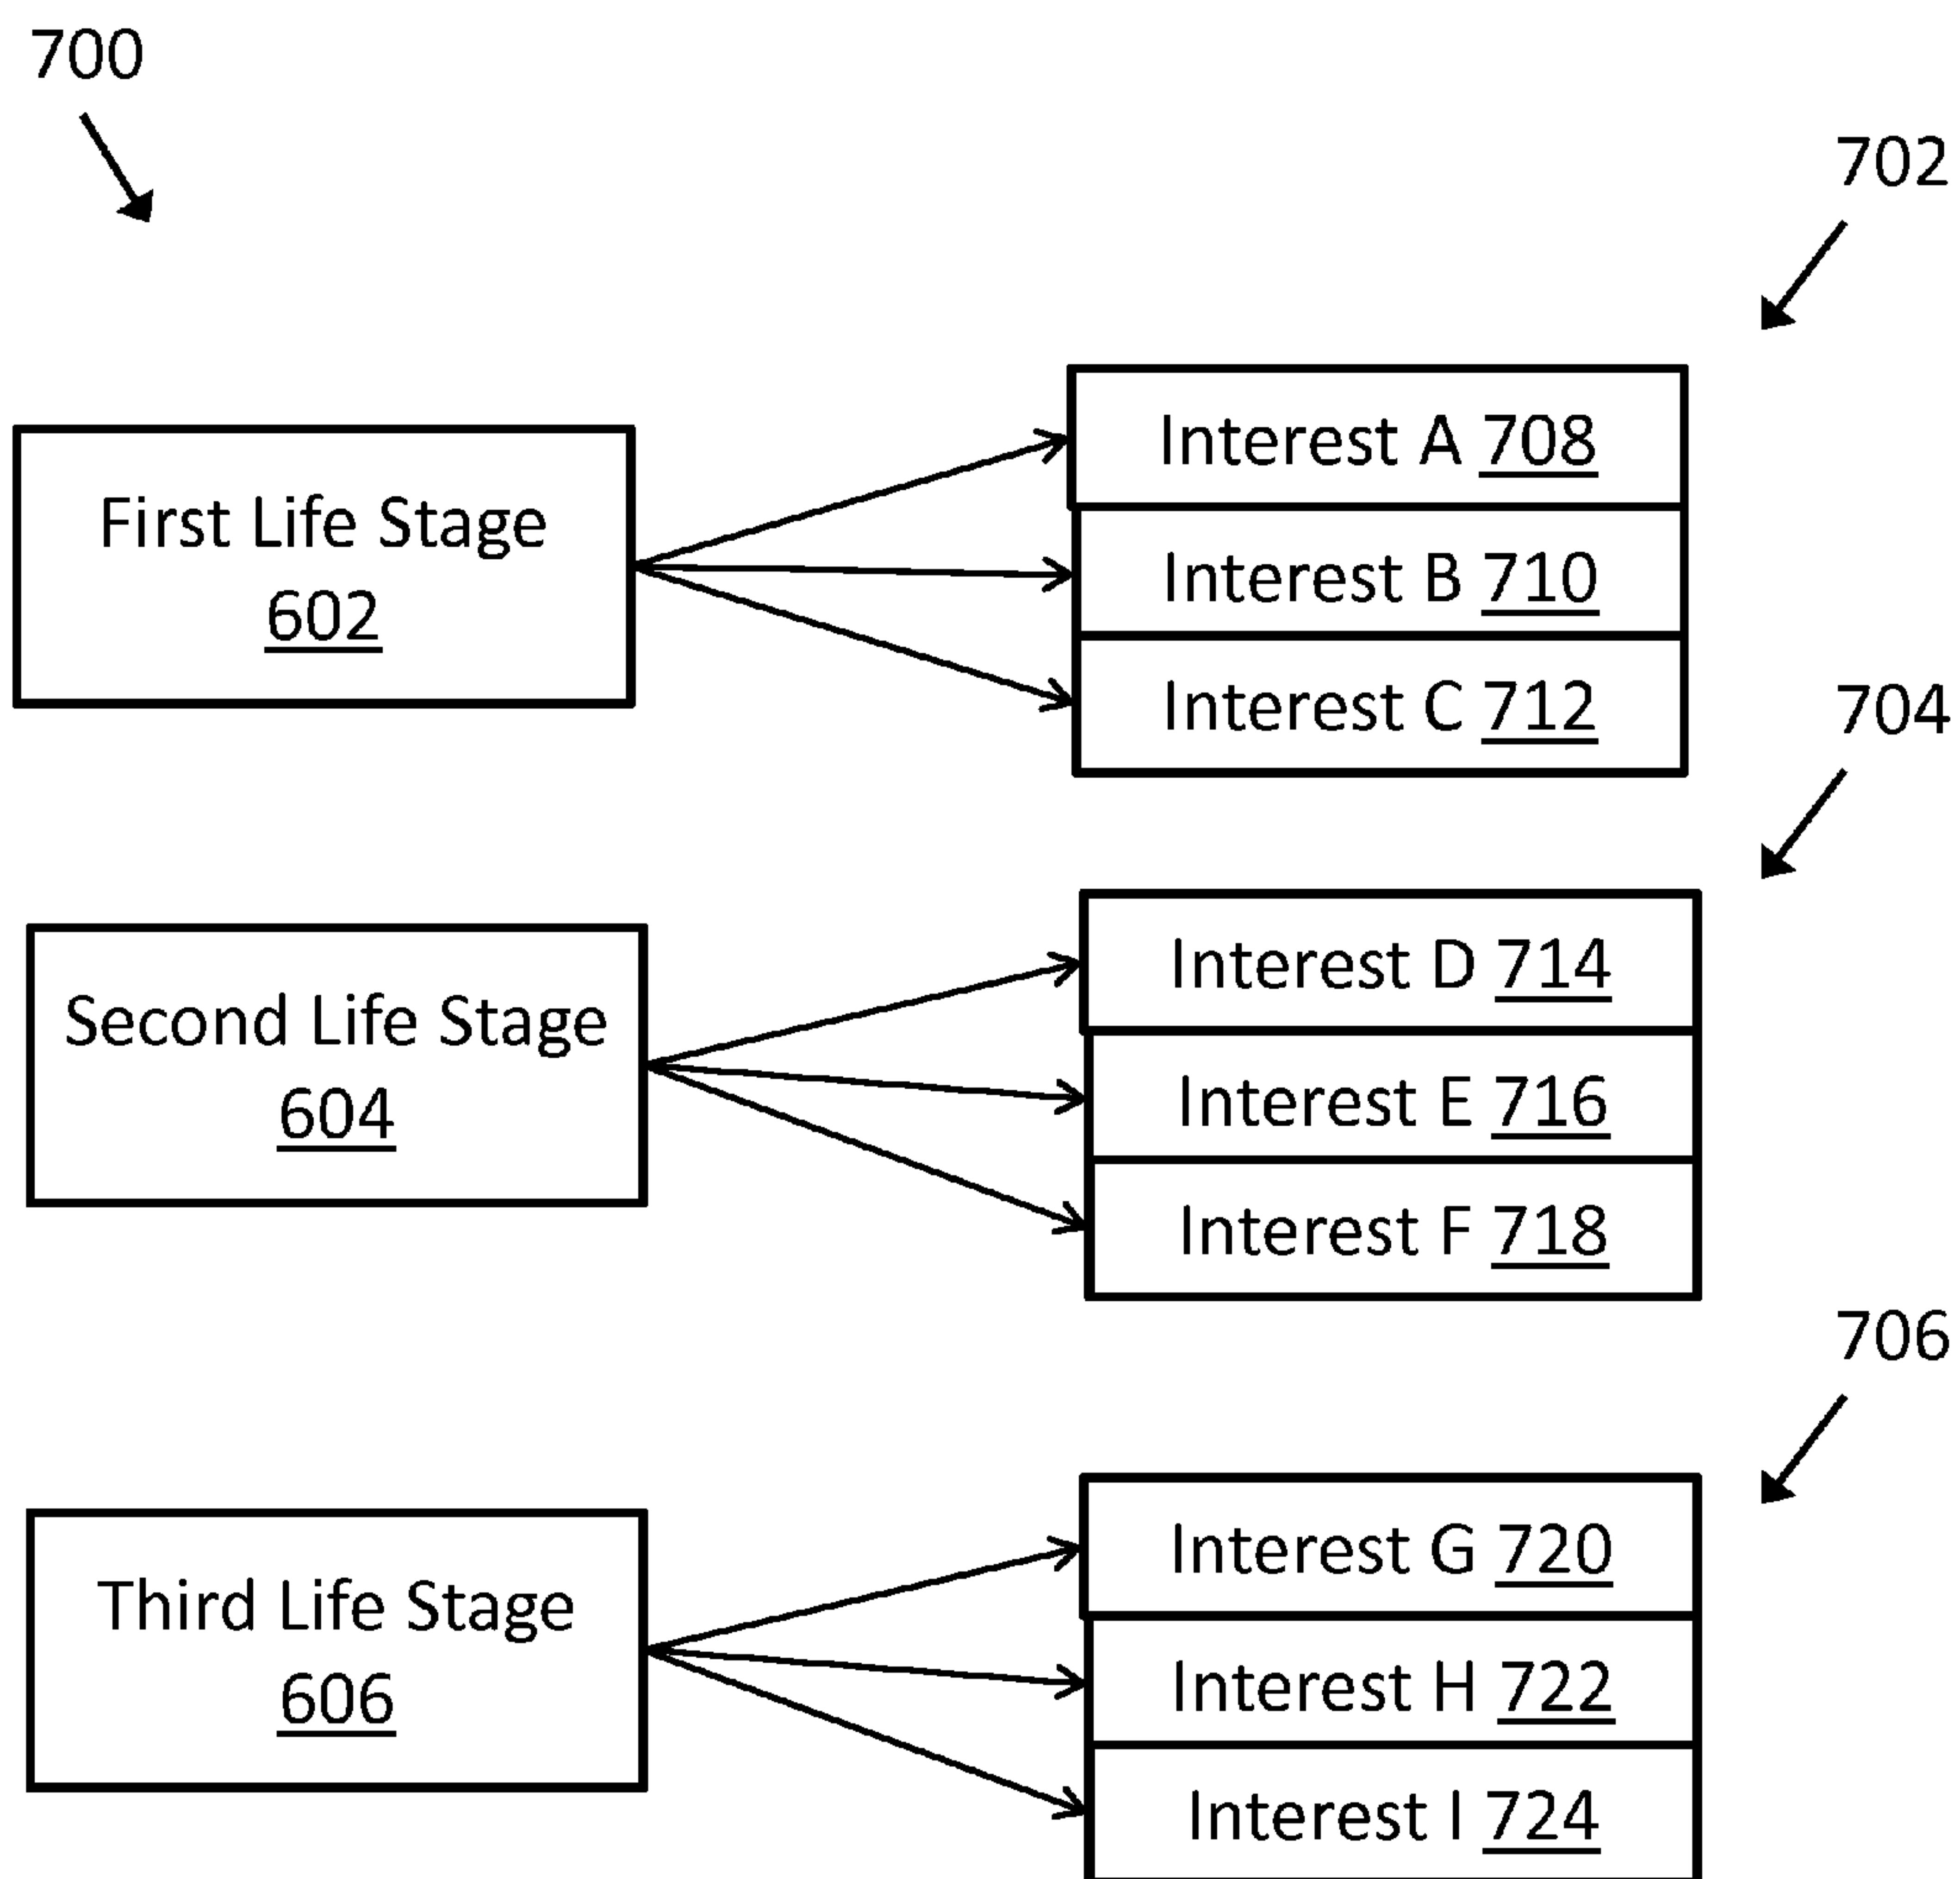 700
702
First Life Stage
602
Interest A 708
Interest B 710
Interest C 712
704
Second Life Stage
604
Interest D 714
Interest E 716
Interest F 718
706
Third Life Stage
606
Interest G 720
Interest H 722
Interest I 724